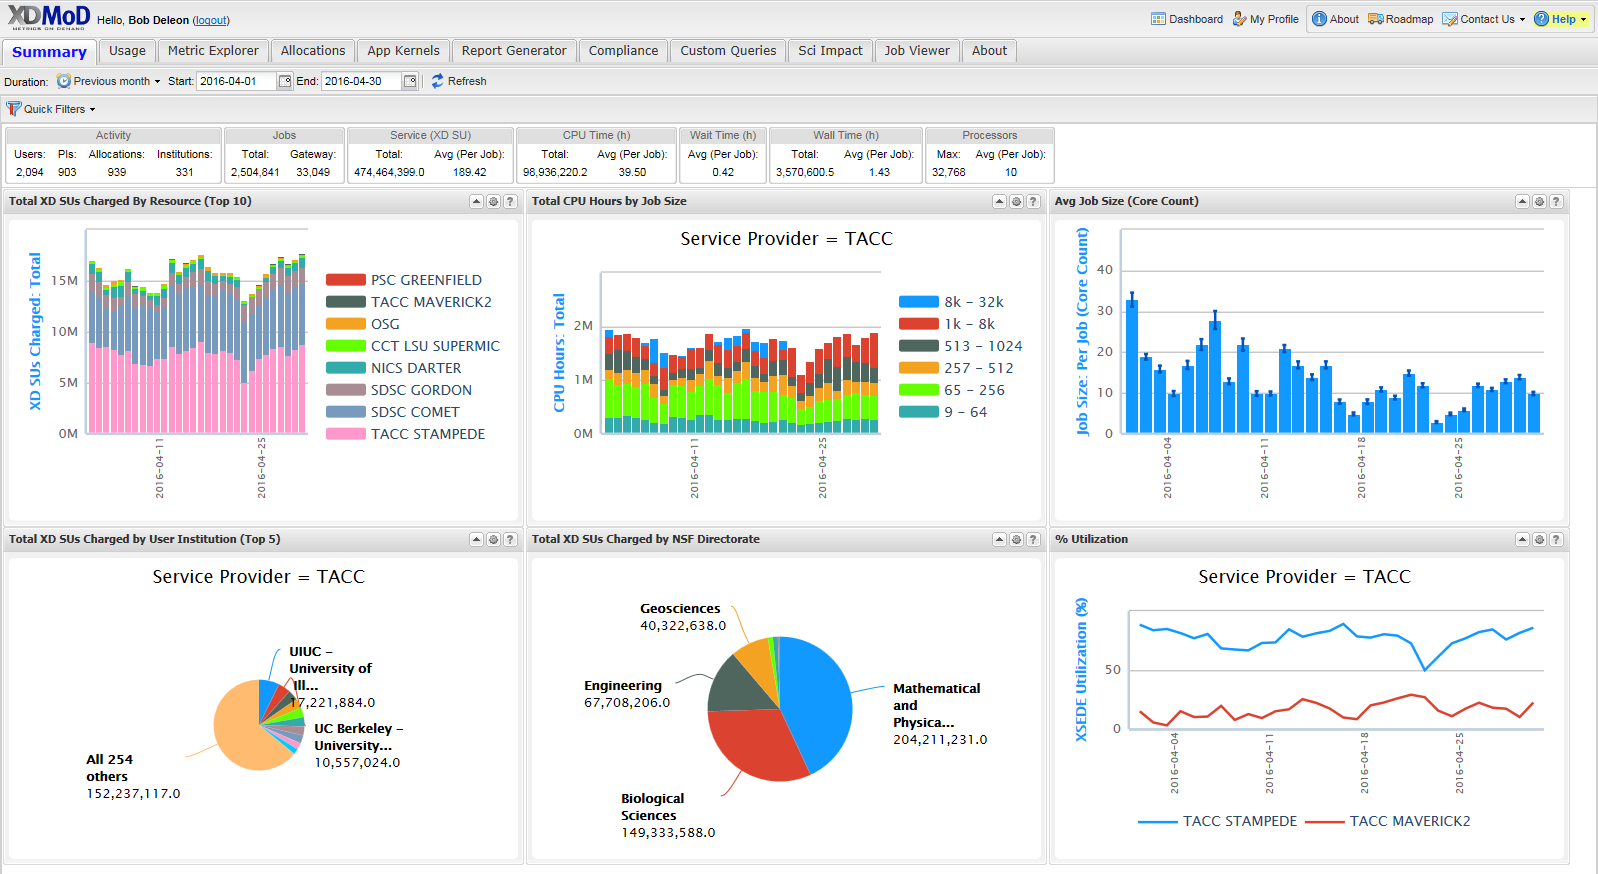 XDMoD
METRICS ON DEMAND
Hello, Bob Deleon (logout)
Dashboard My Profile About Roadmap Contact Us Help
Summary Usage Metric Explorer Allocations App Kernels Report Generator Compliance Custom Queries Sci Impact Job Viewer About
Duration: Previous month Start: 2016-04-01 End: 2016-04-30 Refresh
Quick Filters
Activity Jobs Service (XD SU) CPU Time (h) Wait Time (h) Wall Time (h) Processors
Users: PIs: Allocations: Institutions: Total: Gateway: Total: Avg (Per Job): Total: Avg (Per Job): Avg (Per Job): Total: Avg (Per Job): Max: Avg (Per Job):
2,094 903 939 331 2,504,841 33,049 474,464,399.0 189.42 98,936,220.2 39.50 0.42 3,570,600.5 1.43 32,768 10
Total XD SUs Charged By Resource (Top 10)
XD SUs Charged: Total
15M
10M
5M
0M
2016-04-11
2016-04-25
PSC GREENFIELD
TACC MAVERICK2
OSG
CCT LSU SUPERMIC
NICS DARTER
SDSC GORDON
SDSC COMET
TACC STAMPEDE
Total CPU Hours by Job Size
Service Provider = TACC
CPU Hours: Total
2M
1M
0M
2016-04-11
2016-04-25
8k – 32k
1k – 8k
513 – 1024
257 – 512
65 – 256
9 – 64
Avg Job Size (Core Count)
Job Size: Per Job (Core Count)
40
30
20
10
0
2016-04-04
2016-04-11
2016-04-18
2016-04-25
Total XD SUs Charged by User Institution (Top 5)
Service Provider = TACC
UIUC –
University of
Ill...
17,221,884.0
UC Berkeley –
University...
10,557,024.0
All 254
others
152,237,117.0
Total XD SUs Charged by NSF Directorate
Geosciences
40,322,638.0
Engineering
67,708,206.0
Mathematical
and
Physica...
204,211,231.0
Biological
Sciences
149,333,588.0
% Utilization
Service Provider = TACC
XSEDE Utilization (%)
50
0
2016-04-04
2016-04-11
2016-04-18
2016-04-25
TACC STAMPEDE TACC MAVERICK2